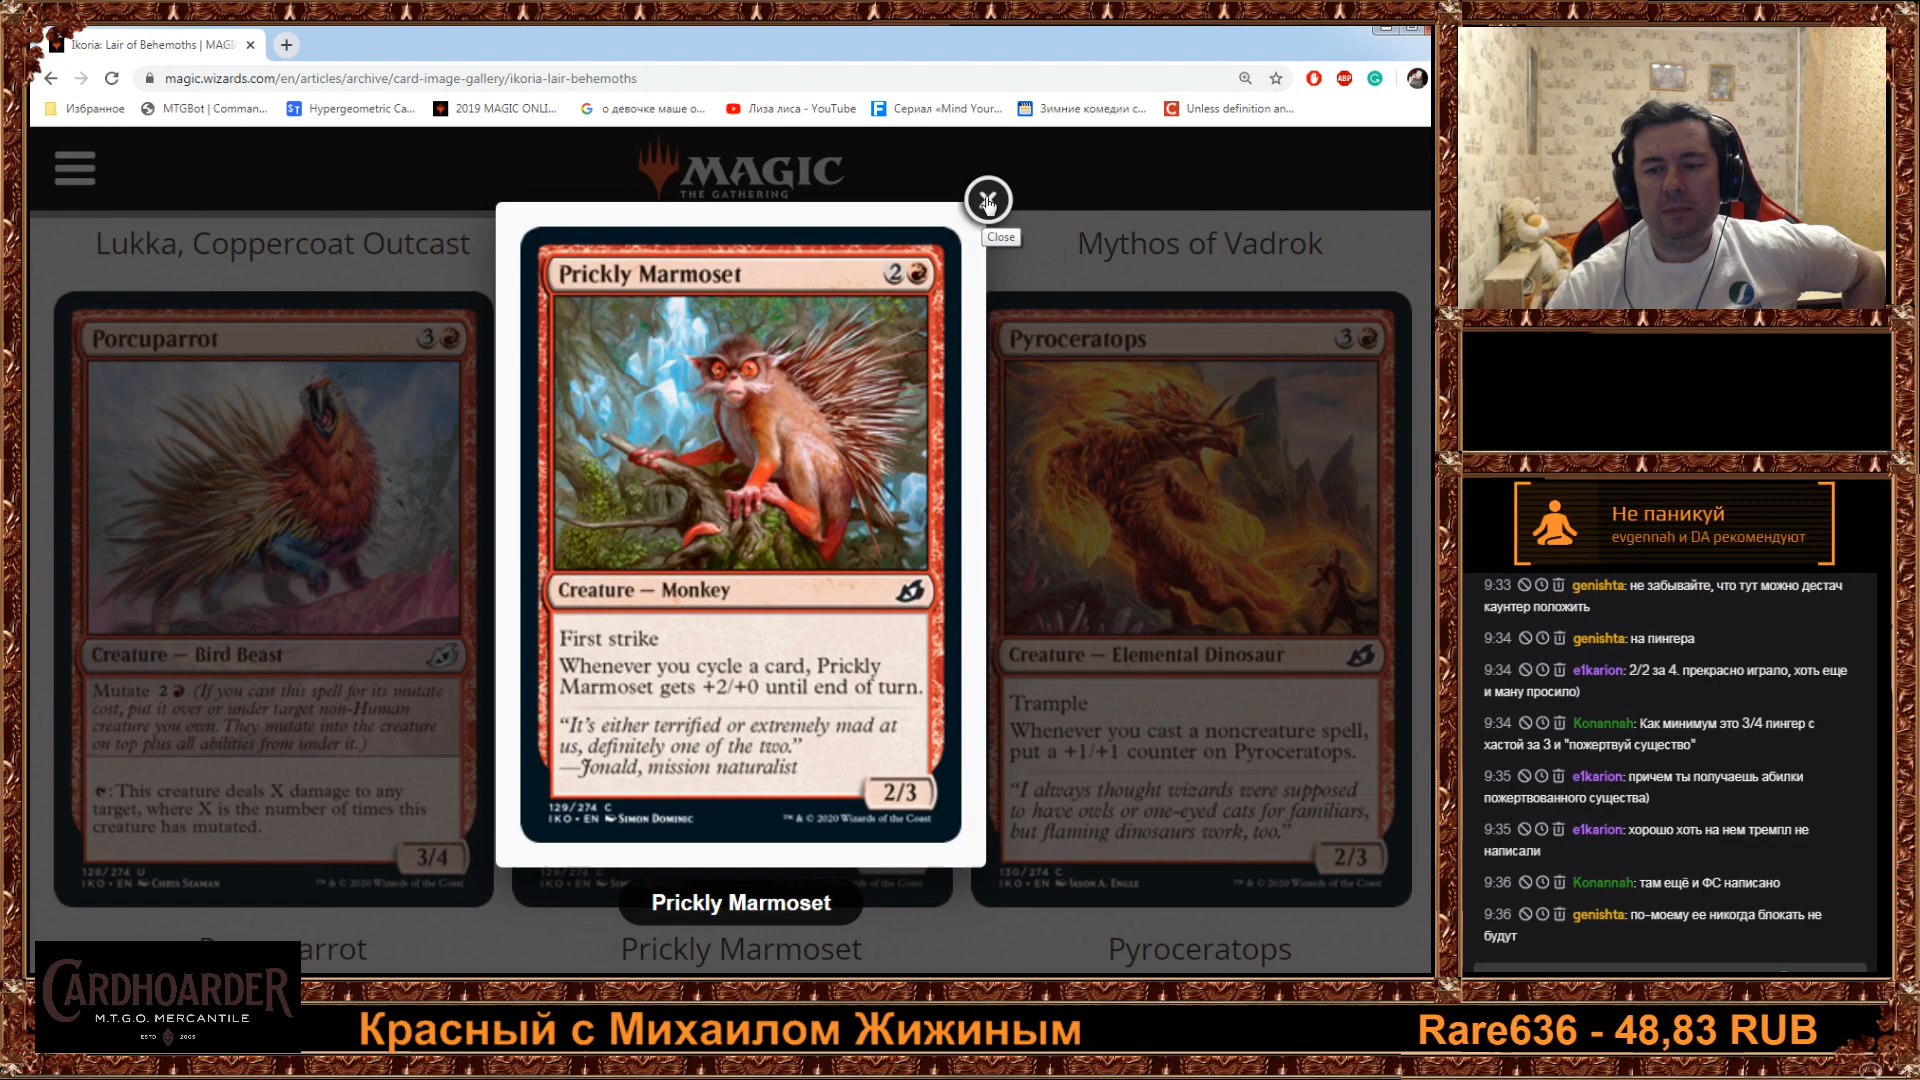 Ikoria: Lair of Behemoths | MAGI
magic.wizards.com/en/articles/archive/card-image-gallery/ikoria-lair-behemoths
ABP
Избранное
MTGBot | Comman...
ST
Hypergeometric Ca...
2019 MAGIC ONLI...
о девочке маше о...
Лиза лиса - YouTube
Сериал «Mind Your...
Зимние комедии с...
Unless definition an...
MAGIC
THE GATHERING
Close
Lukka, Coppercoat Outcast
Mythos of Vadrok
Porcuparrot 3
Creature — Bird Beast
Mutate 2 (If you cast this spell for its mutate
cost, put it over or under target non-Human
creature you own. They mutate into the creature
on top plus all abilities from under it.)
: This creature deals X damage to any
target, where X is the number of times this
creature has mutated.
3/4
128/274 U
IKO • EN Chris Seaman
™ & © 2020 Wizards of the Coast
Prickly Marmoset 2
Creature — Monkey
First strike
Whenever you cycle a card, Prickly
Marmoset gets +2/+0 until end of turn.
“It’s either terrified or extremely mad at
us, definitely one of the two.”
—Jonald, mission naturalist
2/3
129/274 C
IKO • EN Simon Dominic
™ & © 2020 Wizards of the Coast
Pyroceratops 3
Creature — Elemental Dinosaur
Trample
Whenever you cast a noncreature spell,
put a +1/+1 counter on Pyroceratops.
“I always thought wizards were supposed
to have owls or one-eyed cats for familiars,
but flaming dinosaurs work, too.”
2/3
130/274 C
IKO • EN Jason A. Engle
™ & © 2020 Wizards of the Coast
Prickly Marmoset
arrot
Prickly Marmoset
Pyroceratops
CARDHOARDER
M.T.G.O. MERCANTILE
ESTD 2005
Красный с Михаилом Жижиным
Rare636 - 48,83 RUB
Не паникуй
evgennah и DA рекомендуют
9:33 genishta: не забывайте, что тут можно дестач
каунтер положить
9:34 genishta: на пингера
9:34 e1karion: 2/2 за 4. прекрасно играло, хоть еще
и ману просило)
9:34 Konannah: Как минимум это 3/4 пингер с
хастой за 3 и "пожертвуй существо"
9:35 e1karion: причем ты получаешь абилки
пожертвованного существа)
9:35 e1karion: хорошо хоть на нем тремпл не
написали
9:36 Konannah: там ещё и ФС написано
9:36 genishta: по-моему ее никогда блокать не
будут